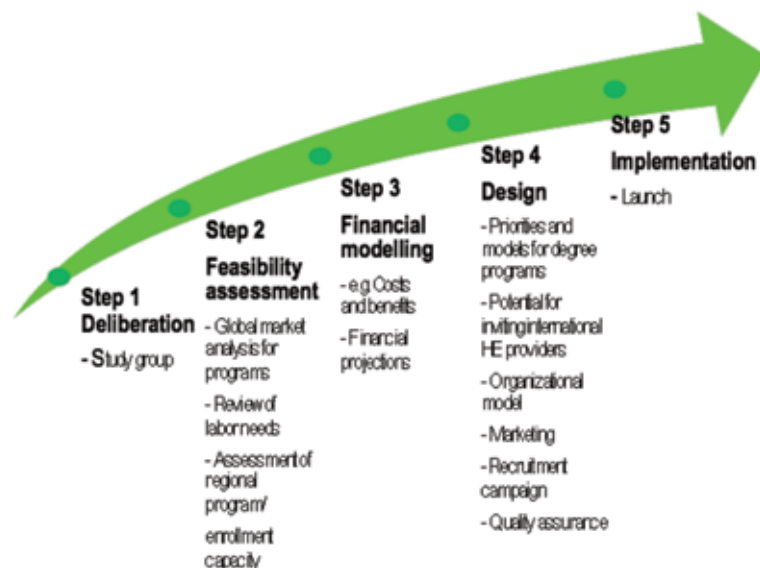 Step 1
Deliberation
- Study group
Step 2
Feasibility
assessment
- Global market
analysis for
programs
- Review of
labor needs
- Assessment of
regional
program/
enrollment
capacity
Step 3
Financial
modelling
- e.g. Costs
and benefits
- Financial
projections
Step 4
Design
- Priorities and
models for degree
programs
- Potential for
inviting international
HE providers
- Organizational
model
- Marketing
- Recruitment
campaign
- Quality assurance
Step 5
Implementation
- Launch